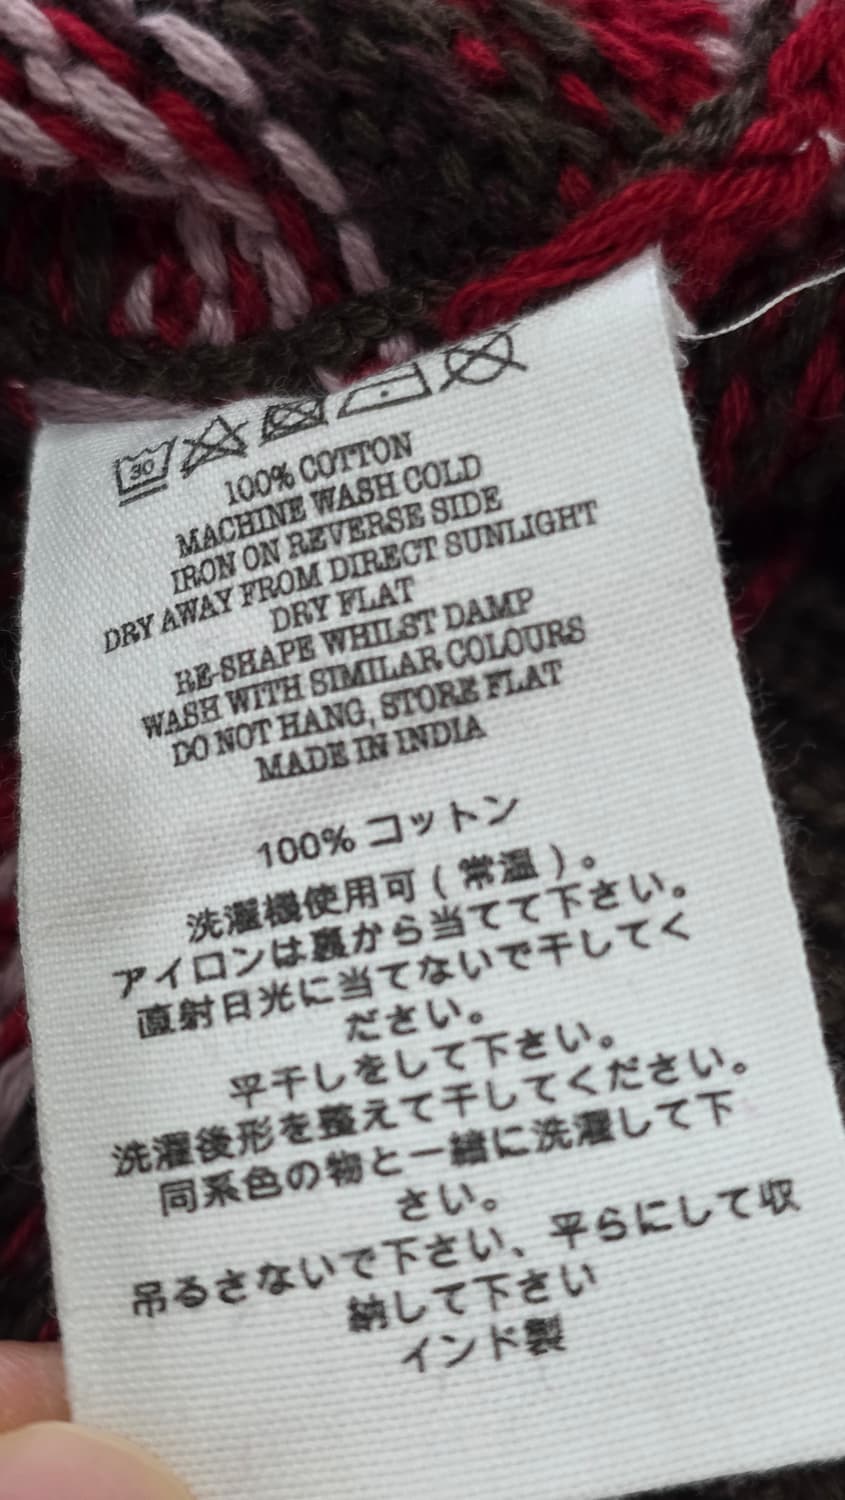 30
100% COTTON
MACHINE WASH COLD
IRON ON REVERSE SIDE
DRY AWAY FROM DIRECT SUNLIGHT
DRY FLAT
RE-SHAPE WHILST DAMP
WASH WITH SIMILAR COLOURS
DO NOT HANG, STORE FLAT
MADE IN INDIA
100% コットン
洗濯機使用可(常温)。
アイロンは裏から当てて下さい。
直射日光に当てないで干してく
ださい。
平干しをして下さい。
洗濯後形を整えて干してください。
同系色の物と一緒に洗濯して下
さい。
吊るさないで下さい、平らにして収
納して下さい
インド製